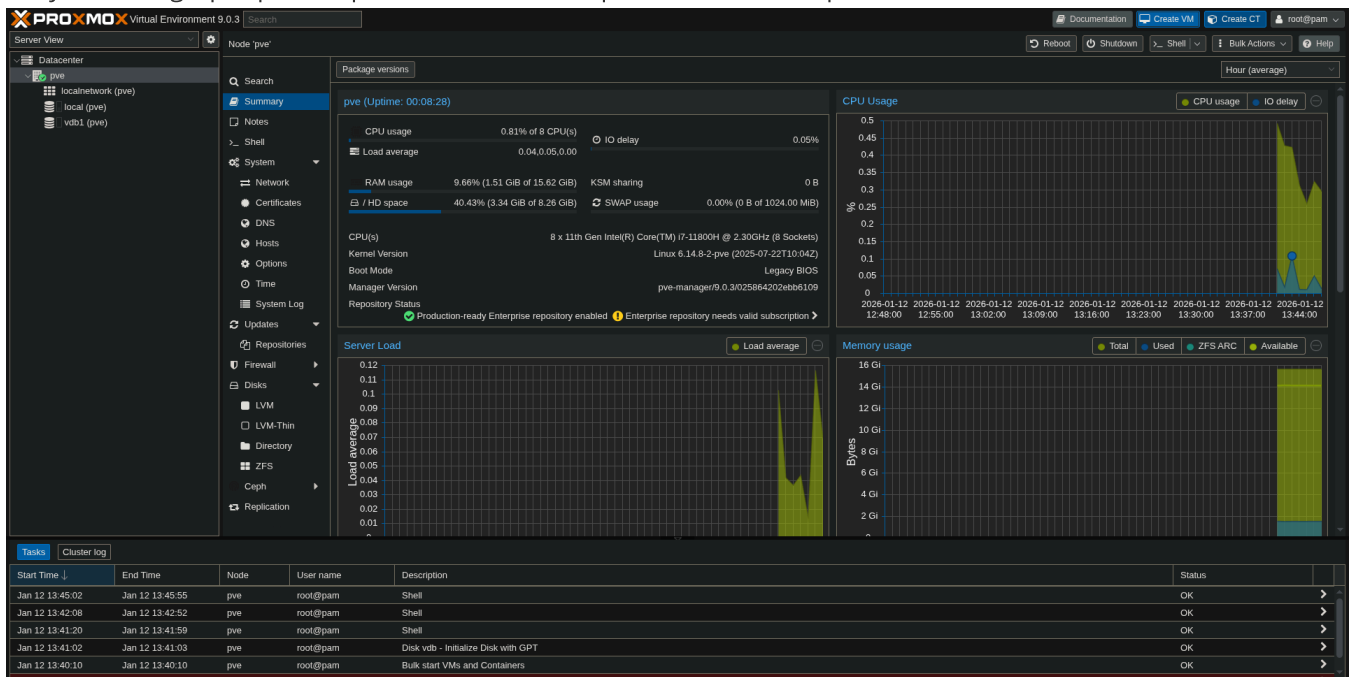 PROXMOX Virtual Environment 9.0.3 Search
Documentation Create VM Create CT root@pam
Server View
Datacenter
pve
localnetwork (pve)
local (pve)
vdb1 (pve)
Node 'pve'
Reboot Shutdown >_ Shell Bulk Actions Help
Search
Summary
Notes
>_ Shell
System
Network
Certificates
DNS
Hosts
Options
Time
System Log
Updates
Repositories
Firewall
Disks
LVM
LVM-Thin
Directory
ZFS
Ceph
Replication
Package versions
Hour (average)
pve (Uptime: 00:08:28)
CPU usage 0.81% of 8 CPU(s)
IO delay 0.05%
Load average 0.04,0.05,0.00
RAM usage 9.66% (1.51 GiB of 15.62 GiB)
KSM sharing 0 B
/ HD space 40.43% (3.34 GiB of 8.26 GiB)
SWAP usage 0.00% (0 B of 1024.00 MiB)
CPU(s) 8 x 11th Gen Intel(R) Core(TM) i7-11800H @ 2.30GHz (8 Sockets)
Kernel Version Linux 6.14.8-2-pve (2025-07-22T10:04Z)
Boot Mode Legacy BIOS
Manager Version pve-manager/9.0.3/025864202ebb6109
Repository Status
Production-ready Enterprise repository enabled Enterprise repository needs valid subscription
CPU Usage
CPU usage IO delay
0.5
0.45
0.4
0.35
0.3
0.25
0.2
0.15
0.1
0.05
0
%
2026-01-12 2026-01-12 2026-01-12 2026-01-12 2026-01-12 2026-01-12 2026-01-12 2026-01-12 2026-01-12
12:48:00 12:55:00 13:02:00 13:09:00 13:16:00 13:23:00 13:30:00 13:37:00 13:44:00
Server Load
Load average
0.12
0.11
0.1
0.09
0.08
0.07
0.06
0.05
0.04
0.03
0.02
0.01
Load average
Memory usage
Total Used ZFS ARC Available
16 Gi
14 Gi
12 Gi
10 Gi
8 Gi
6 Gi
4 Gi
2 Gi
Bytes
Tasks Cluster log
Start Time End Time Node User name Description Status
Jan 12 13:45:02 Jan 12 13:45:55 pve root@pam Shell OK
Jan 12 13:42:08 Jan 12 13:42:52 pve root@pam Shell OK
Jan 12 13:41:20 Jan 12 13:41:59 pve root@pam Shell OK
Jan 12 13:41:02 Jan 12 13:41:03 pve root@pam Disk vdb - Initialize Disk with GPT OK
Jan 12 13:40:10 Jan 12 13:40:10 pve root@pam Bulk start VMs and Containers OK